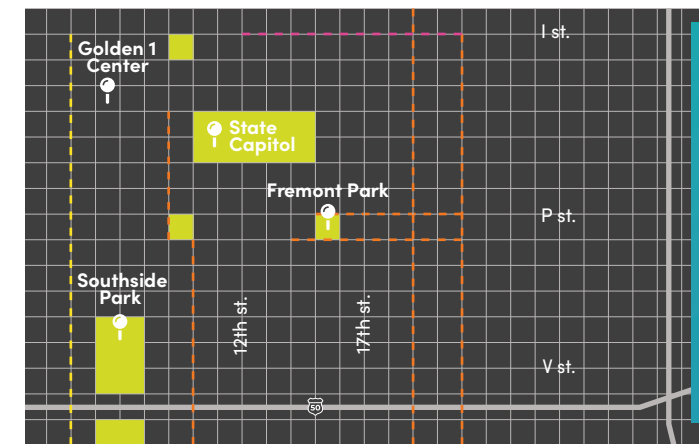 I st.
Golden 1
Center
State
Capitol
Fremont Park
P st.
Southside
Park
12th st.
17th st.
V st.
50